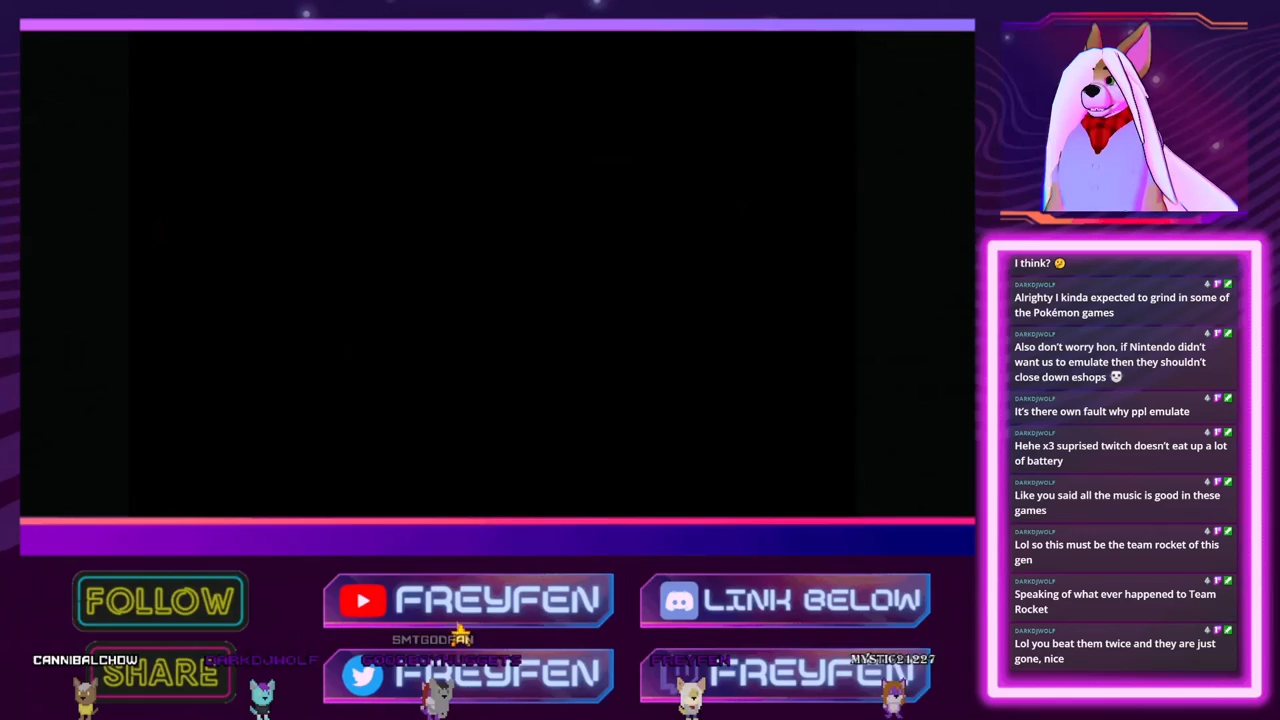 I think? 😕
DARKDJWOLF
Alrighty I kinda expected to grind in some of
the Pokémon games
DARKDJWOLF
Also don't worry hon, if Nintendo didn't
want us to emulate then they shouldn't
close down eshops 💀
DARKDJWOLF
It's there own fault why ppl emulate
DARKDJWOLF
Hehe x3 suprised twitch doesn't eat up a lot
of battery
DARKDJWOLF
Like you said all the music is good in these
games
DARKDJWOLF
Lol so this must be the team rocket of this
gen
DARKDJWOLF
Speaking of what ever happened to Team
Rocket
DARKDJWOLF
Lol you beat them twice and they are just
gone, nice
FOLLOW
FREYFEN
LINK BELOW
SMTGODFAN
CANNIBALCHOW
DARKDJWOLF
GOODBOYNUGGETS
FREYFEN
MYSTIC21227
SHARE
FREYFEN
FREYFEN